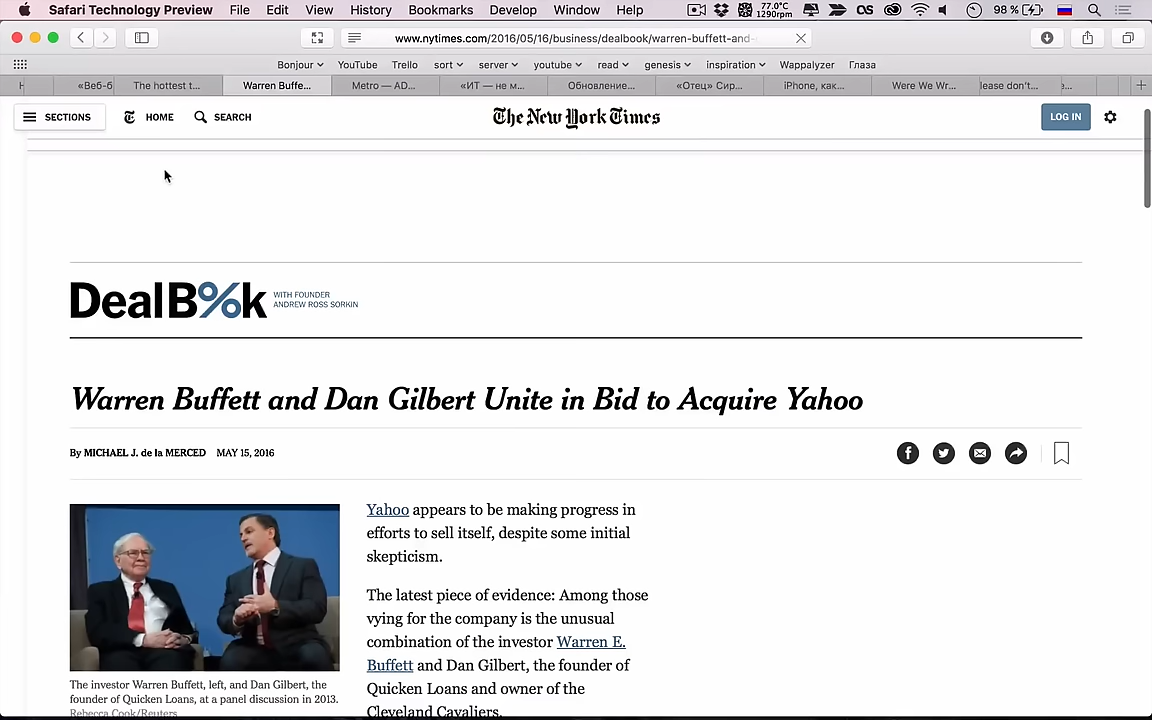 Safari Technology Preview File Edit View History Bookmarks Develop Window Help 77.0°C 1290rpm 98 %
www.nytimes.com/2016/05/16/business/dealbook/warren-buffett-and-
Bonjour YouTube Trello sort server youtube read genesis inspiration Wappalyzer Глаза
«Веб-б The hottest t... Warren Buffe... Metro — AD... «ИТ — не м... Обновление... «Отец» Сир... iPhone, как... Were We Wr... lease don't... e...
SECTIONS HOME SEARCH The New York Times LOG IN
DealB%k WITH FOUNDER
ANDREW ROSS SORKIN
Warren Buffett and Dan Gilbert Unite in Bid to Acquire Yahoo
By MICHAEL J. de la MERCED MAY 15, 2016
Yahoo appears to be making progress in
efforts to sell itself, despite some initial
skepticism.
The latest piece of evidence: Among those
vying for the company is the unusual
combination of the investor Warren E.
Buffett and Dan Gilbert, the founder of
Quicken Loans and owner of the
Cleveland Cavaliers.
The investor Warren Buffett, left, and Dan Gilbert, the
founder of Quicken Loans, at a panel discussion in 2013.
Rebecca Cook/Reuters